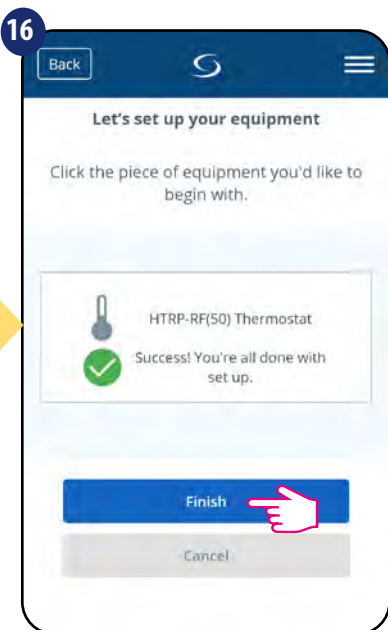 16
Back
Let's set up your equipment
Click the piece of equipment you'd like to
begin with.
HTRP-RF(50) Thermostat
Success! You're all done with
set up.
Finish
Cancel